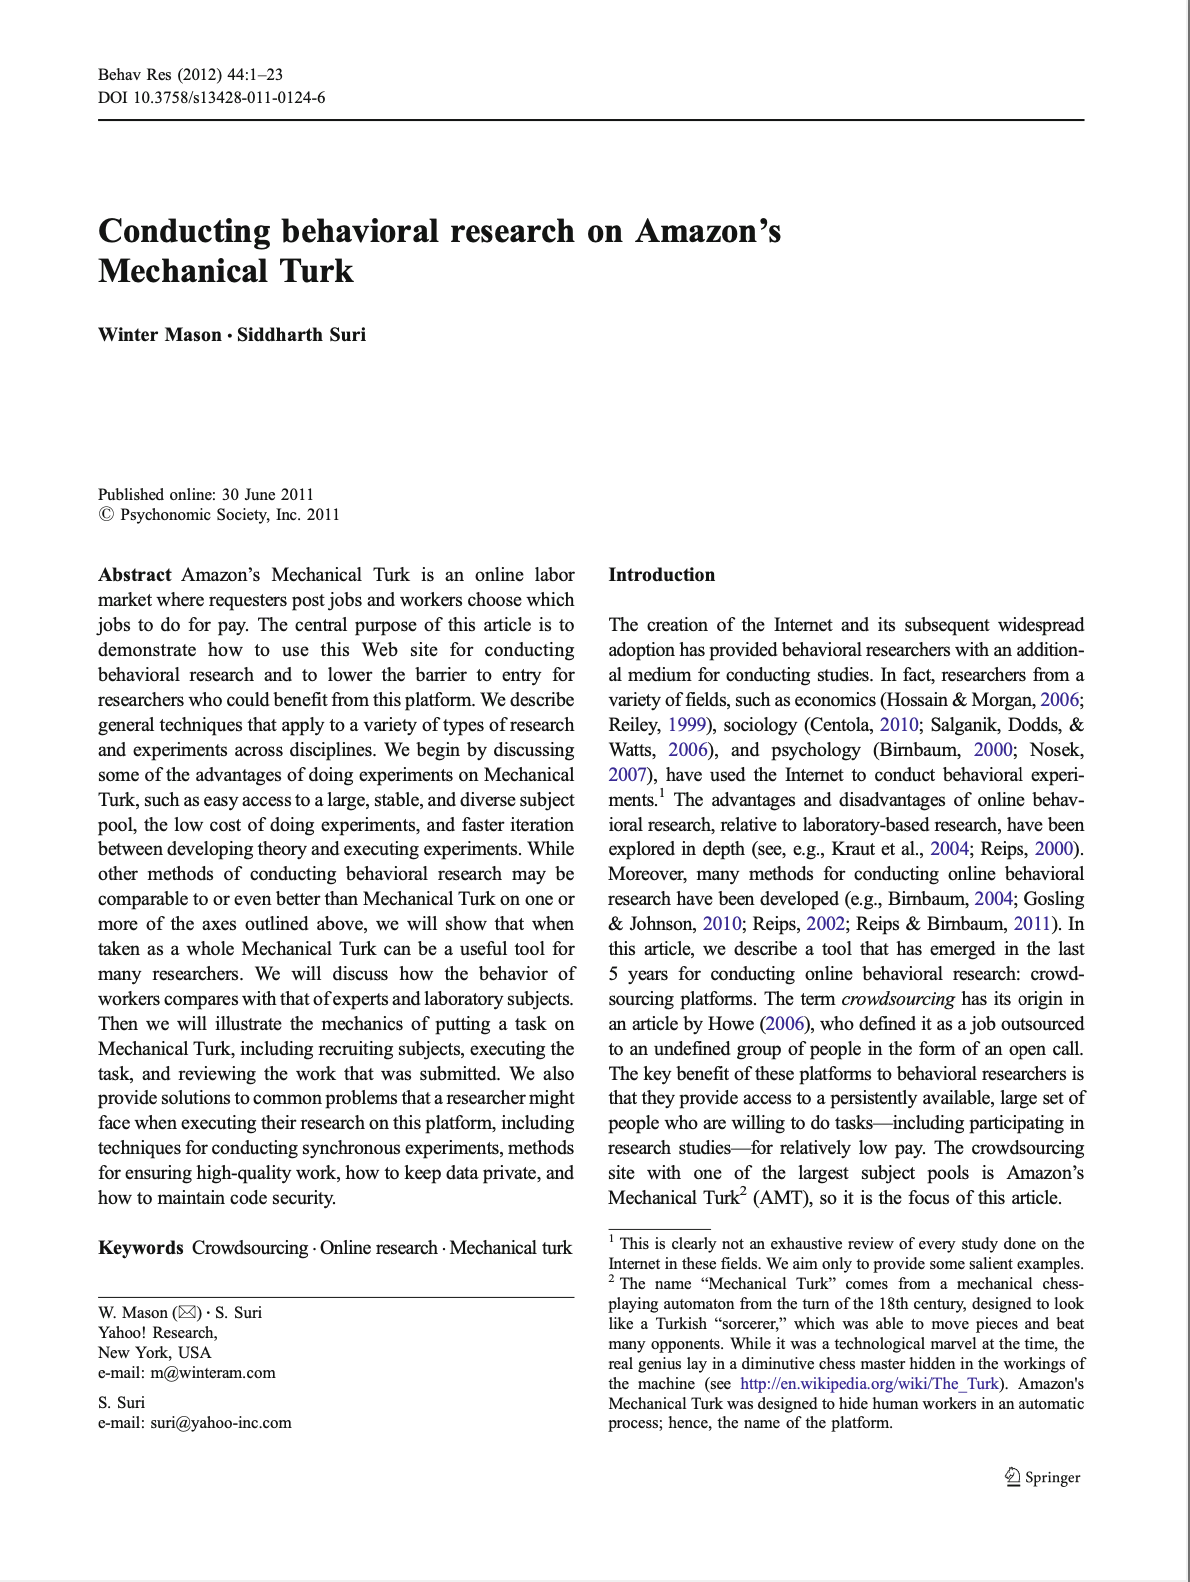 Behav Res (2012) 44:1–23
DOI 10.3758/s13428-011-0124-6
Conducting behavioral research on Amazon’s
Mechanical Turk
Winter Mason · Siddharth Suri
Published online: 30 June 2011
© Psychonomic Society, Inc. 2011
Abstract Amazon’s Mechanical Turk is an online labor
market where requesters post jobs and workers choose which
jobs to do for pay. The central purpose of this article is to
demonstrate how to use this Web site for conducting
behavioral research and to lower the barrier to entry for
researchers who could benefit from this platform. We describe
general techniques that apply to a variety of types of research
and experiments across disciplines. We begin by discussing
some of the advantages of doing experiments on Mechanical
Turk, such as easy access to a large, stable, and diverse subject
pool, the low cost of doing experiments, and faster iteration
between developing theory and executing experiments. While
other methods of conducting behavioral research may be
comparable to or even better than Mechanical Turk on one or
more of the axes outlined above, we will show that when
taken as a whole Mechanical Turk can be a useful tool for
many researchers. We will discuss how the behavior of
workers compares with that of experts and laboratory subjects.
Then we will illustrate the mechanics of putting a task on
Mechanical Turk, including recruiting subjects, executing the
task, and reviewing the work that was submitted. We also
provide solutions to common problems that a researcher might
face when executing their research on this platform, including
techniques for conducting synchronous experiments, methods
for ensuring high-quality work, how to keep data private, and
how to maintain code security.
Keywords Crowdsourcing · Online research · Mechanical turk
W. Mason (✉) · S. Suri
Yahoo! Research,
New York, USA
e-mail: m@winteram.com
S. Suri
e-mail: suri@yahoo-inc.com
Introduction
The creation of the Internet and its subsequent widespread
adoption has provided behavioral researchers with an addition-
al medium for conducting studies. In fact, researchers from a
variety of fields, such as economics (Hossain & Morgan, 2006;
Reiley, 1999), sociology (Centola, 2010; Salganik, Dodds, &
Watts, 2006), and psychology (Birnbaum, 2000; Nosek,
2007), have used the Internet to conduct behavioral experi-
ments.1 The advantages and disadvantages of online behav-
ioral research, relative to laboratory-based research, have been
explored in depth (see, e.g., Kraut et al., 2004; Reips, 2000).
Moreover, many methods for conducting online behavioral
research have been developed (e.g., Birnbaum, 2004; Gosling
& Johnson, 2010; Reips, 2002; Reips & Birnbaum, 2011). In
this article, we describe a tool that has emerged in the last
5 years for conducting online behavioral research: crowd-
sourcing platforms. The term crowdsourcing has its origin in
an article by Howe (2006), who defined it as a job outsourced
to an undefined group of people in the form of an open call.
The key benefit of these platforms to behavioral researchers is
that they provide access to a persistently available, large set of
people who are willing to do tasks—including participating in
research studies—for relatively low pay. The crowdsourcing
site with one of the largest subject pools is Amazon’s
Mechanical Turk2 (AMT), so it is the focus of this article.
1 This is clearly not an exhaustive review of every study done on the
Internet in these fields. We aim only to provide some salient examples.
2 The name “Mechanical Turk” comes from a mechanical chess-
playing automaton from the turn of the 18th century, designed to look
like a Turkish “sorcerer,” which was able to move pieces and beat
many opponents. While it was a technological marvel at the time, the
real genius lay in a diminutive chess master hidden in the workings of
the machine (see http://en.wikipedia.org/wiki/The_Turk). Amazon's
Mechanical Turk was designed to hide human workers in an automatic
process; hence, the name of the platform.
Springer